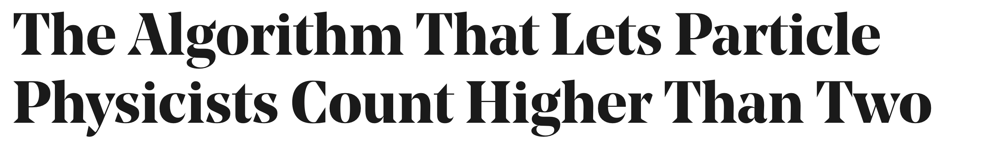 The Algorithm That Lets Particle
Physicists Count Higher Than Two